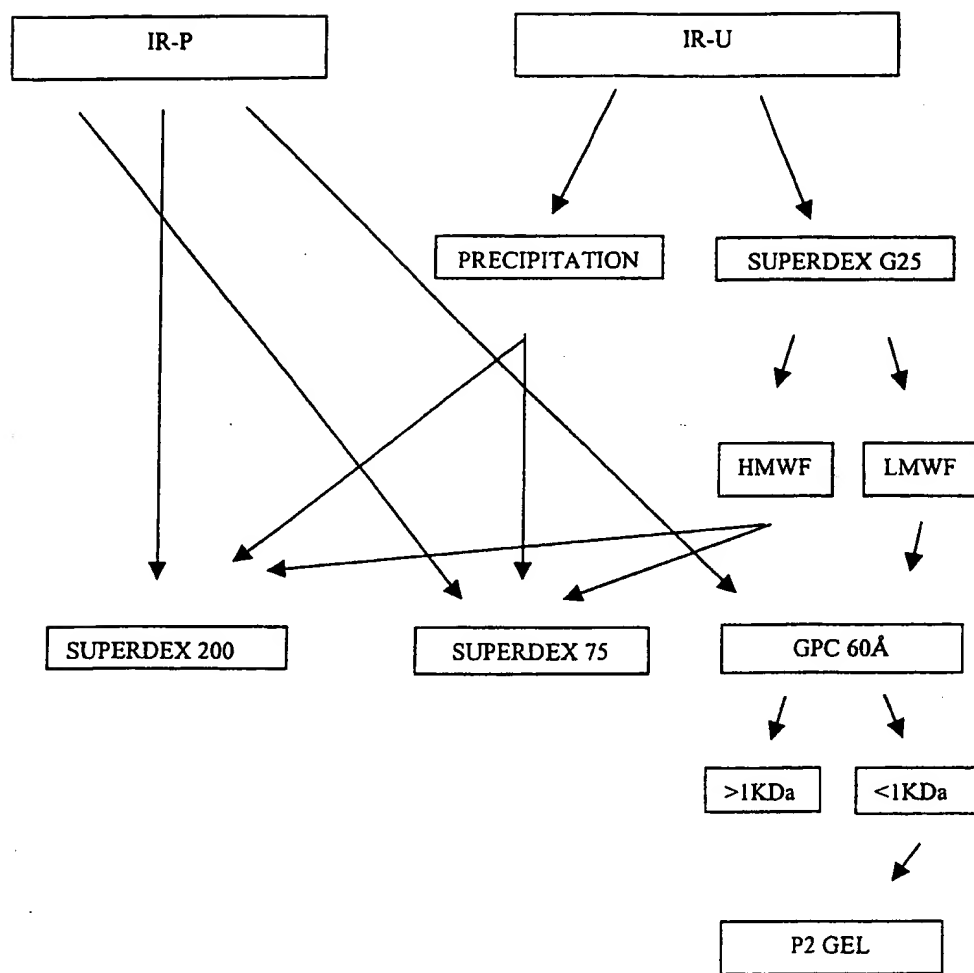 IR-P
IR-U
PRECIPITATION
SUPERDEX G25
HMWF
LMWF
SUPERDEX 200
SUPERDEX 75
GPC 60Å
>1KDa
<1KDa
P2 GEL